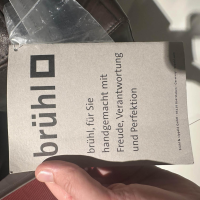 brühl
brühl, für Sie
handgemacht mit
Freude, Verantwortung
und Perfektion